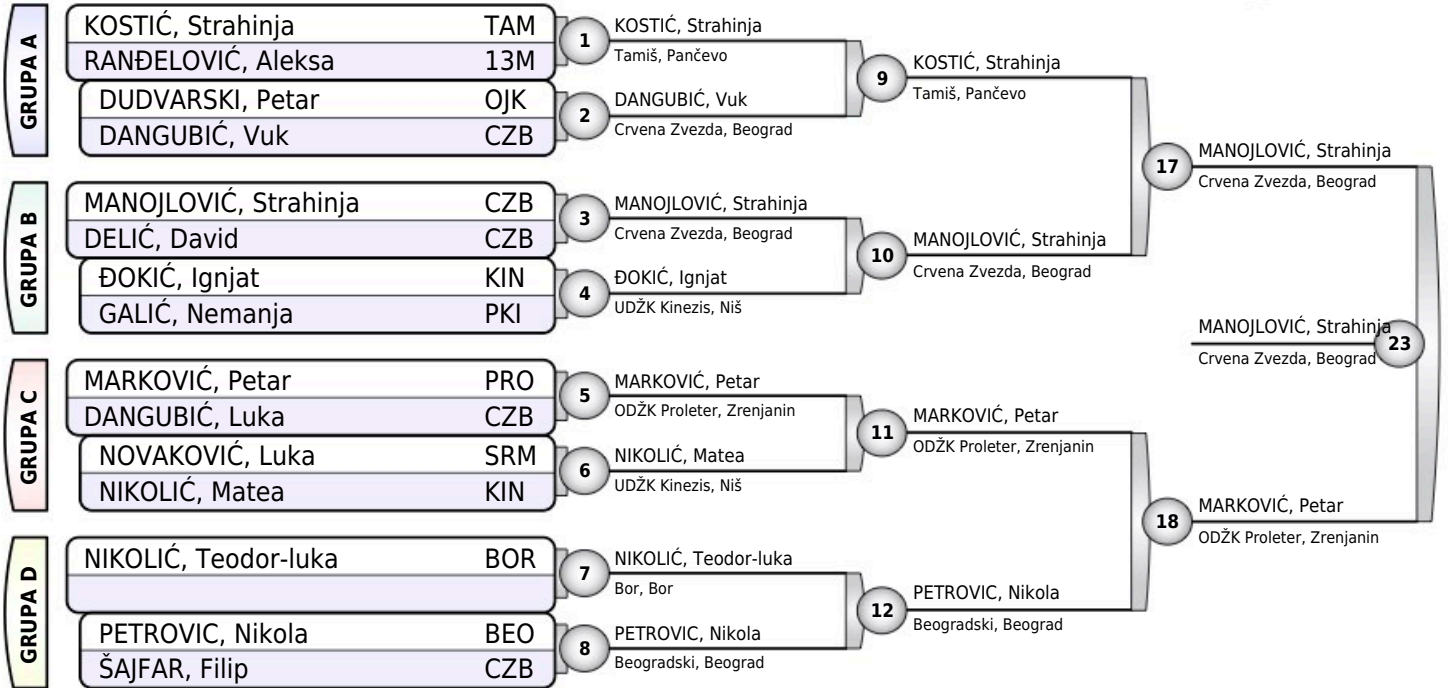 GRUPA A
KOSTIĆ, Strahinja TAM
RANĐELOVIĆ, Aleksa 13M
DUDVARSKI, Petar OJK
DANGUBIĆ, Vuk CZB
1
KOSTIĆ, Strahinja
Tamiš, Pančevo
2
DANGUBIĆ, Vuk
Crvena Zvezda, Beograd
9
KOSTIĆ, Strahinja
Tamiš, Pančevo
GRUPA B
MANOJLOVIĆ, Strahinja CZB
DELIĆ, David CZB
ĐOKIĆ, Ignjat KIN
GALIĆ, Nemanja PKI
3
MANOJLOVIĆ, Strahinja
Crvena Zvezda, Beograd
4
ĐOKIĆ, Ignjat
UDŽK Kinezis, Niš
10
MANOJLOVIĆ, Strahinja
Crvena Zvezda, Beograd
17
MANOJLOVIĆ, Strahinja
Crvena Zvezda, Beograd
GRUPA C
MARKOVIĆ, Petar PRO
DANGUBIĆ, Luka CZB
NOVAKOVIĆ, Luka SRM
NIKOLIĆ, Matea KIN
5
MARKOVIĆ, Petar
ODŽK Proleter, Zrenjanin
6
NIKOLIĆ, Matea
UDŽK Kinezis, Niš
11
MARKOVIĆ, Petar
ODŽK Proleter, Zrenjanin
GRUPA D
NIKOLIĆ, Teodor-luka BOR
PETROVIC, Nikola BEO
ŠAJFAR, Filip CZB
7
NIKOLIĆ, Teodor-luka
Bor, Bor
8
PETROVIC, Nikola
Beogradski, Beograd
12
PETROVIC, Nikola
Beogradski, Beograd
18
MARKOVIĆ, Petar
ODŽK Proleter, Zrenjanin
MANOJLOVIĆ, Strahinja
Crvena Zvezda, Beograd
23